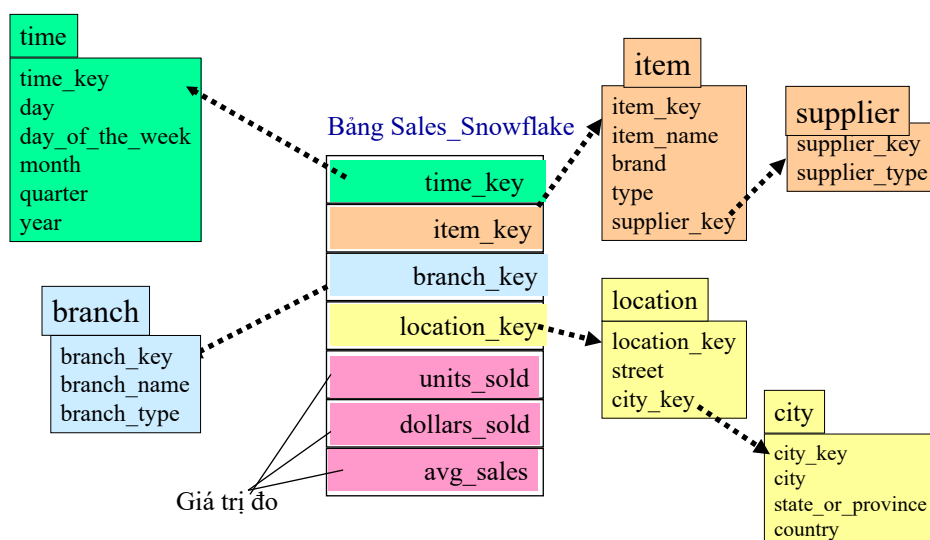 time
time_key
day
day_of_the_week
month
quarter
year
Bảng Sales_Snowflake
time_key
item_key
branch_key
location_key
units_sold
dollars_sold
avg_sales
Giá trị đo
item
item_key
item_name
brand
type
supplier_key
supplier
supplier_key
supplier_type
branch
branch_key
branch_name
branch_type
location
location_key
street
city_key
city
city_key
city
state_or_province
country